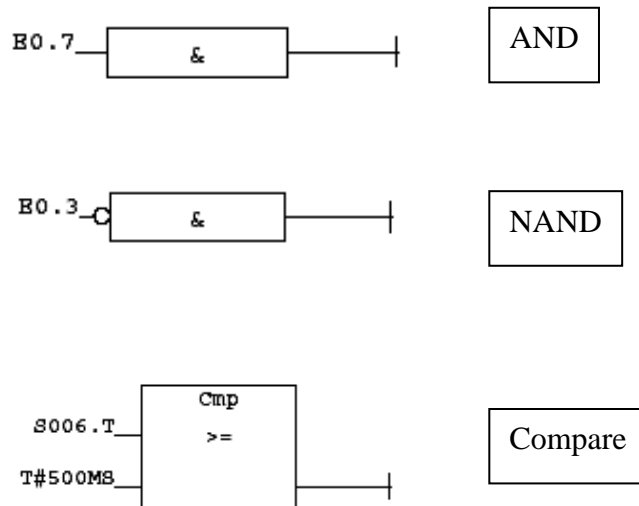 E0.7
&
AND
E0.3
&
NAND
Cmp
S006.T
>=
T#500MS
Compare